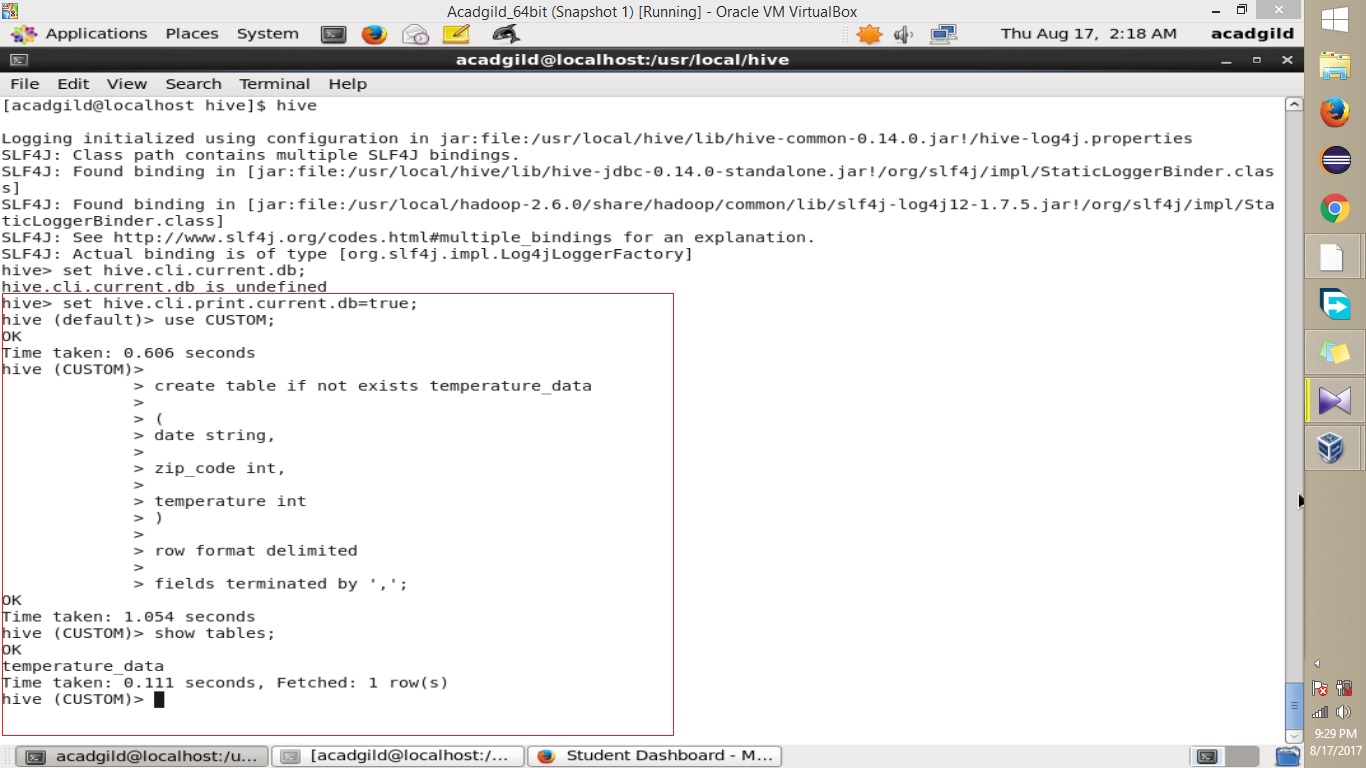 Acadgild_64bit (Snapshot 1) [Running] - Oracle VM VirtualBox
Applications Places System Thu Aug 17, 2:18 AM acadgild
acadgild@localhost:/usr/local/hive
File Edit View Search Terminal Help
[acadgild@localhost hive]$ hive
Logging initialized using configuration in jar:file:/usr/local/hive/lib/hive-common-0.14.0.jar!/hive-log4j.properties
SLF4J: Class path contains multiple SLF4J bindings.
SLF4J: Found binding in [jar:file:/usr/local/hive/lib/hive-jdbc-0.14.0-standalone.jar!/org/slf4j/impl/StaticLoggerBinder.clas
s]
SLF4J: Found binding in [jar:file:/usr/local/hadoop-2.6.0/share/hadoop/common/lib/slf4j-log4j12-1.7.5.jar!/org/slf4j/impl/Sta
ticLoggerBinder.class]
SLF4J: See http://www.slf4j.org/codes.html#multiple_bindings for an explanation.
SLF4J: Actual binding is of type [org.slf4j.impl.Log4jLoggerFactory]
hive> set hive.cli.current.db;
hive.cli.current.db is undefined
hive> set hive.cli.print.current.db=true;
hive (default)> use CUSTOM;
OK
Time taken: 0.606 seconds
hive (CUSTOM)>
> create table if not exists temperature_data
>
> (
> date string,
>
> zip_code int,
>
> temperature int
> )
>
> row format delimited
>
> fields terminated by ',';
OK
Time taken: 1.054 seconds
hive (CUSTOM)> show tables;
OK
temperature_data
Time taken: 0.111 seconds, Fetched: 1 row(s)
hive (CUSTOM)>
acadgild@localhost:/u... [acadgild@localhost:/... Student Dashboard - M...
9:29 PM
8/17/2017